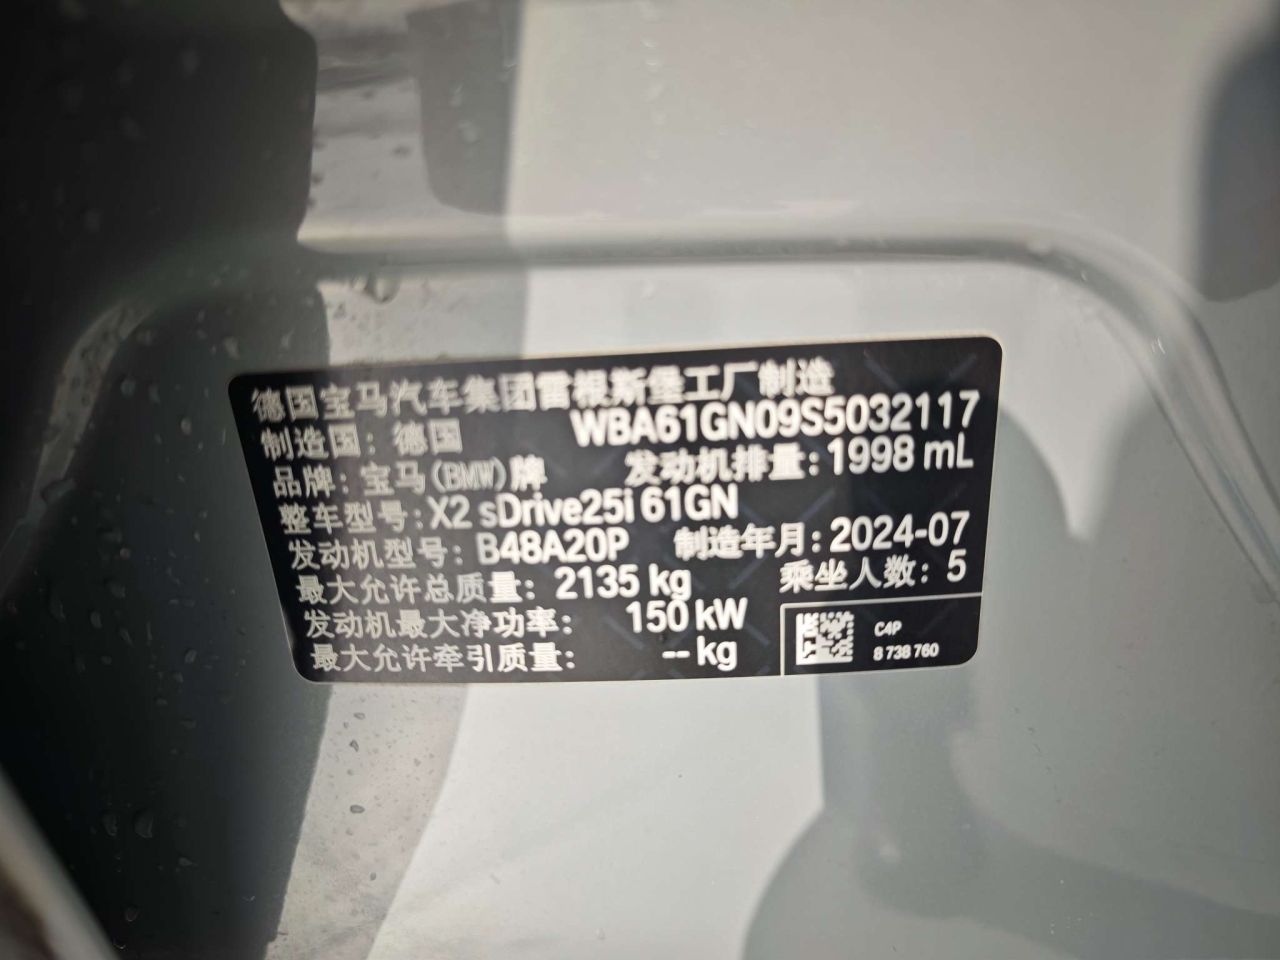 德国宝马汽车集团雷根斯堡工厂制造
制造国：德国 WBA61GN09S5032117
品牌：宝马(BMW)牌 发动机排量：1998 mL
整车型号：X2 sDrive25i 61GN
发动机型号：B48A20P 制造年月：2024-07
最大允许总质量：2135 kg 乘坐人数：5
发动机最大净功率：150 kW
最大允许牵引质量：-- kg
C4P
8 738 760